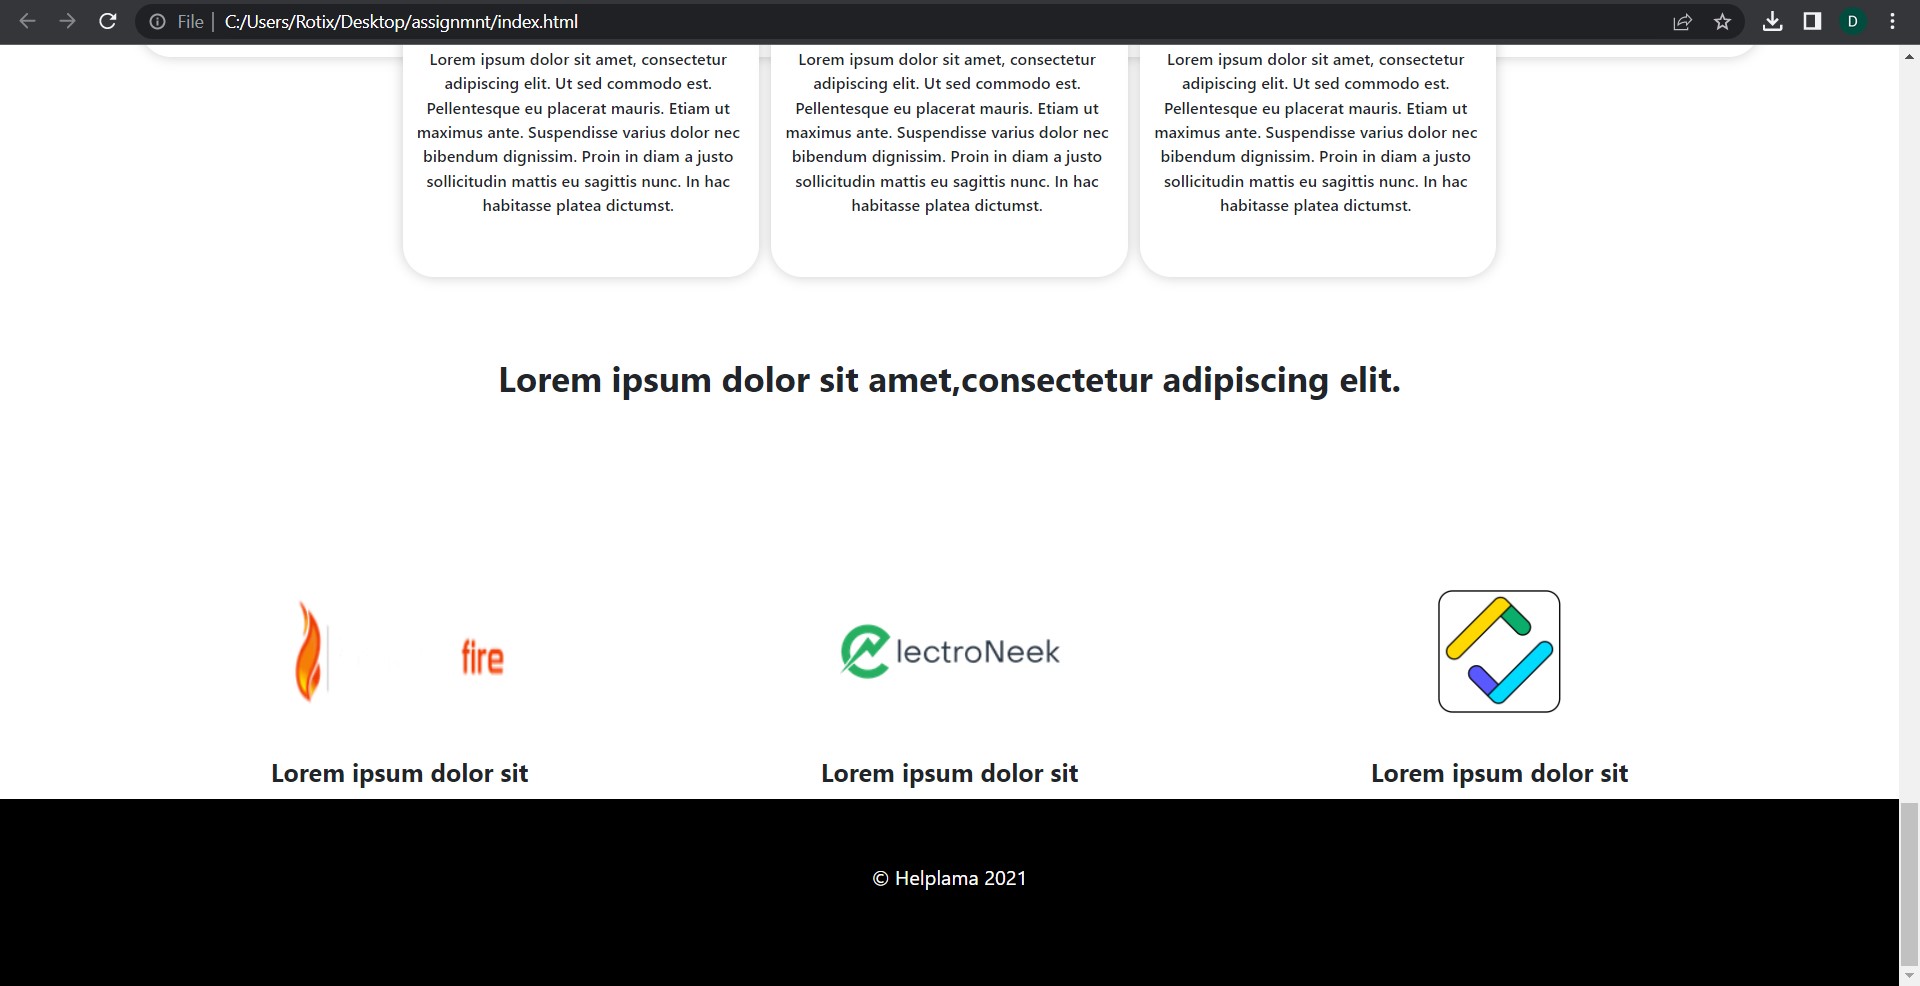 File
C:/Users/Rotix/Desktop/assignmnt/index.html
D
Lorem ipsum dolor sit amet, consectetur
adipiscing elit. Ut sed commodo est.
Pellentesque eu placerat mauris. Etiam ut
maximus ante. Suspendisse varius dolor nec
bibendum dignissim. Proin in diam a justo
sollicitudin mattis eu sagittis nunc. In hac
habitasse platea dictumst.
Lorem ipsum dolor sit amet, consectetur
adipiscing elit. Ut sed commodo est.
Pellentesque eu placerat mauris. Etiam ut
maximus ante. Suspendisse varius dolor nec
bibendum dignissim. Proin in diam a justo
sollicitudin mattis eu sagittis nunc. In hac
habitasse platea dictumst.
Lorem ipsum dolor sit amet, consectetur
adipiscing elit. Ut sed commodo est.
Pellentesque eu placerat mauris. Etiam ut
maximus ante. Suspendisse varius dolor nec
bibendum dignissim. Proin in diam a justo
sollicitudin mattis eu sagittis nunc. In hac
habitasse platea dictumst.
Lorem ipsum dolor sit amet,consectetur adipiscing elit.
fire
lectroNeek
Lorem ipsum dolor sit
Lorem ipsum dolor sit
Lorem ipsum dolor sit
© Helplama 2021